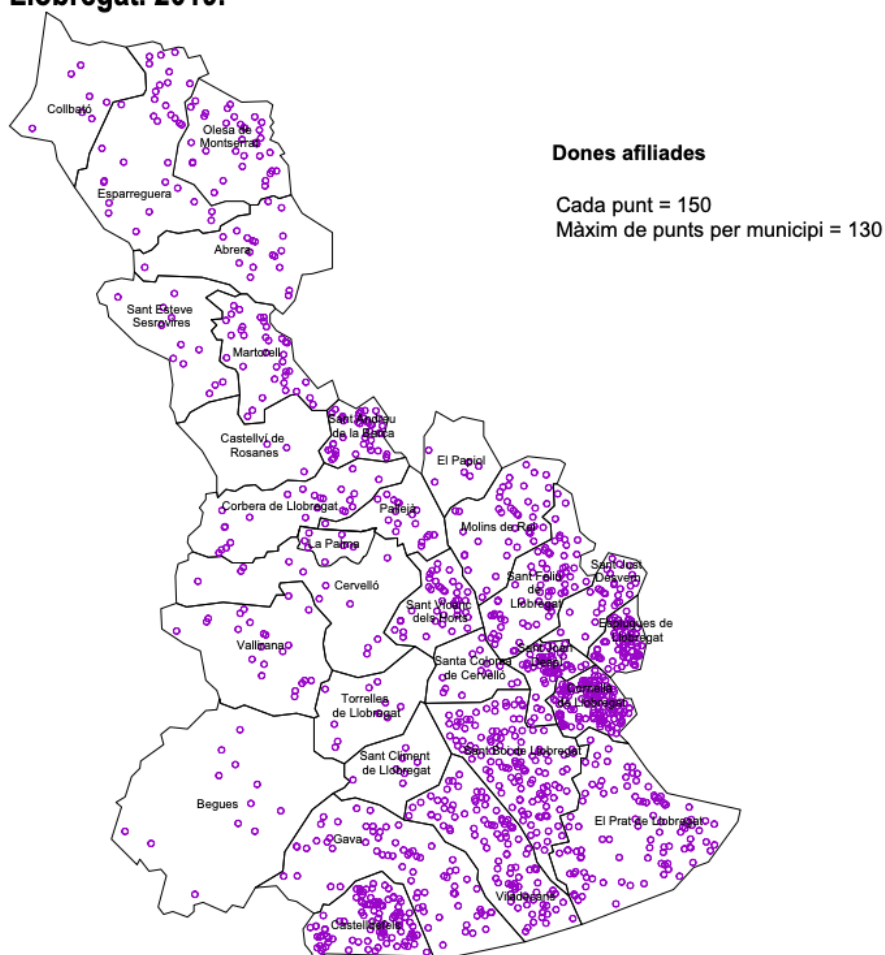 Llobregat. 2019.
Dones afiliades
Cada punt = 150
Màxim de punts per municipi = 130
Collbató
Olesa de
Montserrat
Esparreguera
Abrera
Sant Esteve
Sesrovires
Martorell
Sant Andreu
de la Barca
Castellví de
Rosanes
El Papiol
Corbera de Llobregat
Pallejà
Molins de Rei
La Palma
Sant Just
Desvern
Cervelló
Sant Feliu
de
Llobregat
Sant Vicenç
dels Horts
Esplugues de
Llobregat
Vallirana
Sant Joan
Despí
Santa Coloma
de Cervelló
Cornellà
de Llobregat
Torrelles
de Llobregat
Sant Climent
de Llobregat
Sant Boi de Llobregat
Begues
El Prat de Llobregat
Gavà
Viladecans
Castelldefels